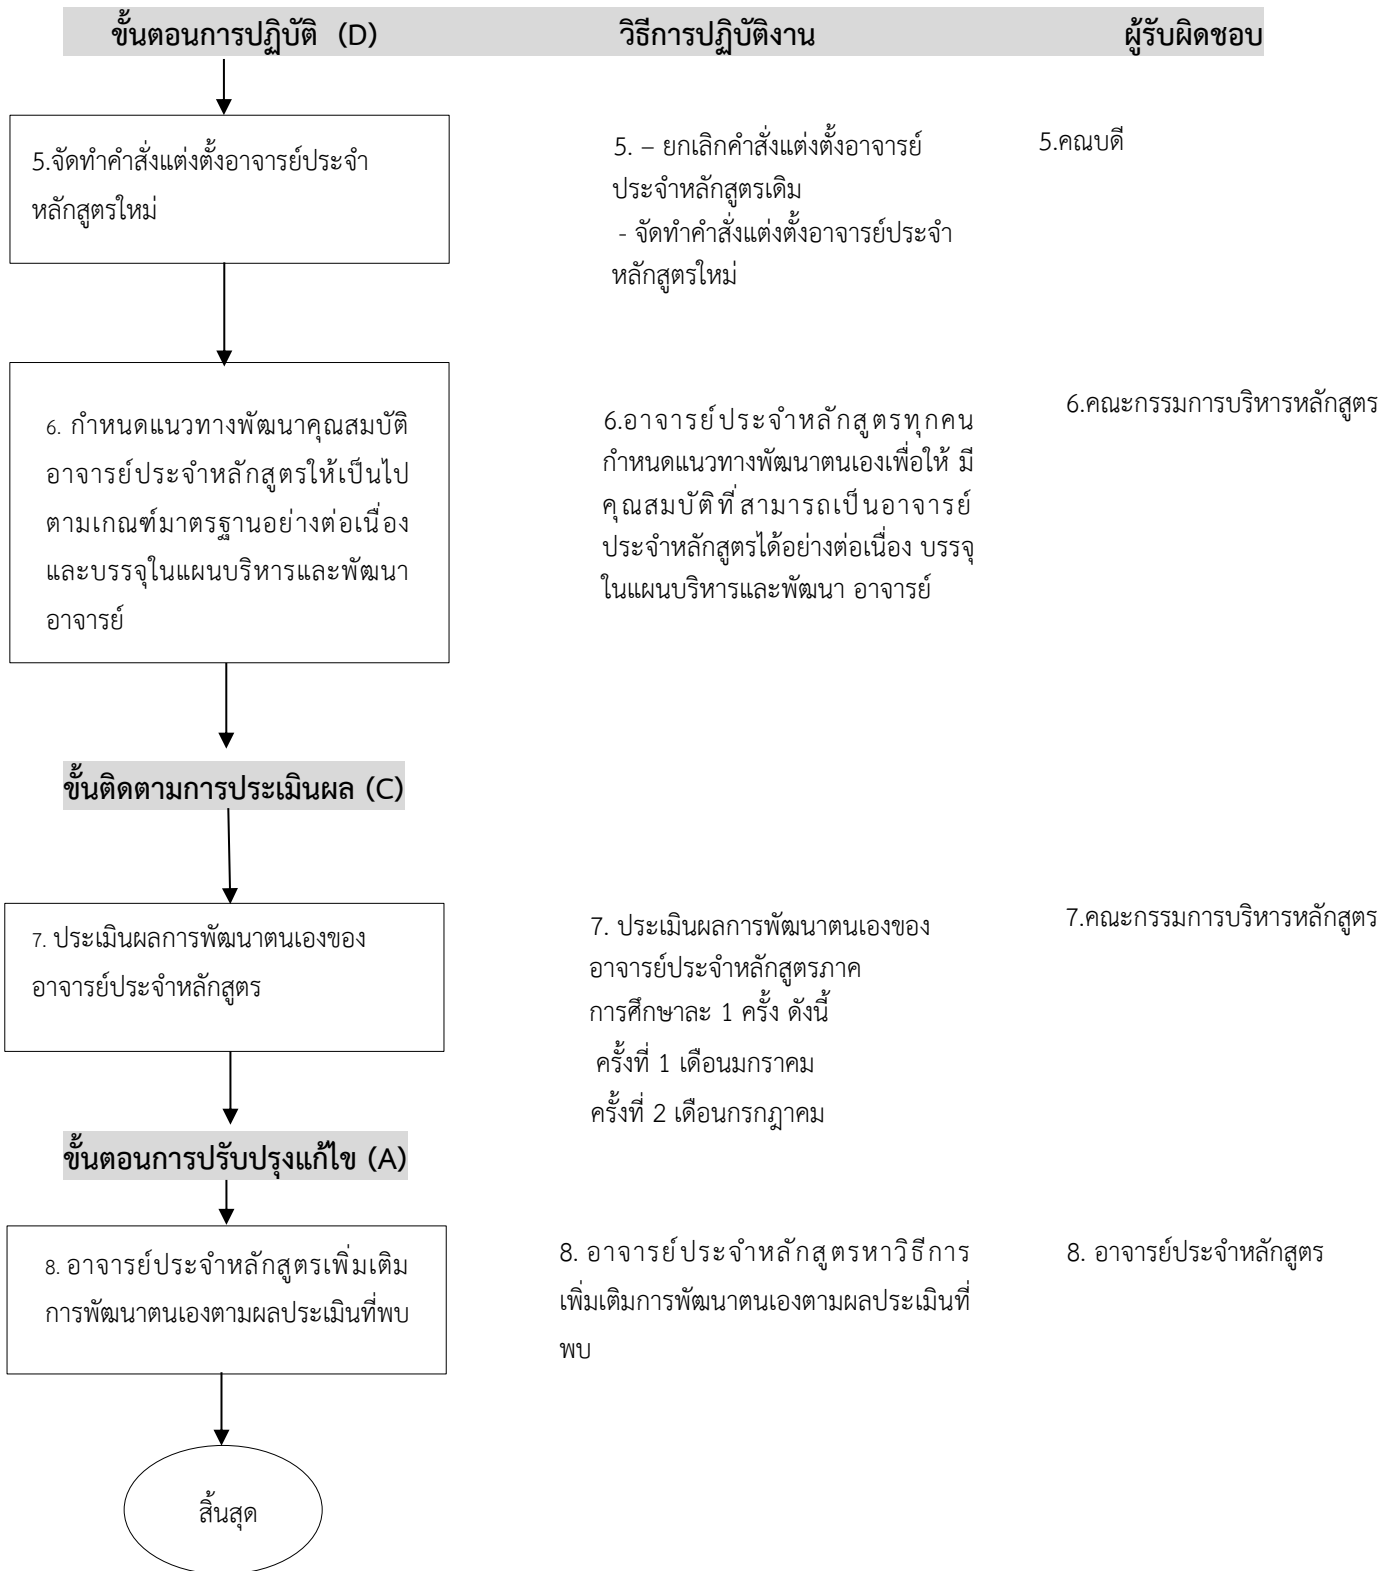 ขั้นตอนการปฏิบัติ (D) วิธีการปฏิบัติงาน ผู้รับผิดชอบ
5.จัดทำคำสั่งแต่งตั้งอาจารย์ประจำ
หลักสูตรใหม่
5. – ยกเลิกคำสั่งแต่งตั้งอาจารย์
ประจำหลักสูตรเดิม
- จัดทำคำสั่งแต่งตั้งอาจารย์ประจำ
หลักสูตรใหม่
5.คณบดี
6. กำหนดแนวทางพัฒนาคุณสมบัติ
อาจารย์ประจำหลักสูตรให้เป็นไป
ตามเกณฑ์มาตรฐานอย่างต่อเนื่อง
และบรรจุในแผนบริหารและพัฒนา
อาจารย์
6.อาจารย์ประจำหลักสูตรทุกคน
กำหนดแนวทางพัฒนาตนเองเพื่อให้ มี
คุณสมบัติที่สามารถเป็นอาจารย์
ประจำหลักสูตรได้อย่างต่อเนื่อง บรรจุ
ในแผนบริหารและพัฒนา อาจารย์
6.คณะกรรมการบริหารหลักสูตร
ขั้นติดตามการประเมินผล (C)
7. ประเมินผลการพัฒนาตนเองของ
อาจารย์ประจำหลักสูตร
7. ประเมินผลการพัฒนาตนเองของ
อาจารย์ประจำหลักสูตรภาค
การศึกษาละ 1 ครั้ง ดังนี้
ครั้งที่ 1 เดือนมกราคม
ครั้งที่ 2 เดือนกรกฎาคม
7.คณะกรรมการบริหารหลักสูตร
ขั้นตอนการปรับปรุงแก้ไข (A)
8. อาจารย์ประจำหลักสูตรเพิ่มเติม
การพัฒนาตนเองตามผลประเมินที่พบ
8. อาจารย์ประจำหลักสูตรหาวิธีการ
เพิ่มเติมการพัฒนาตนเองตามผลประเมินที่
พบ
8. อาจารย์ประจำหลักสูตร
สิ้นสุด